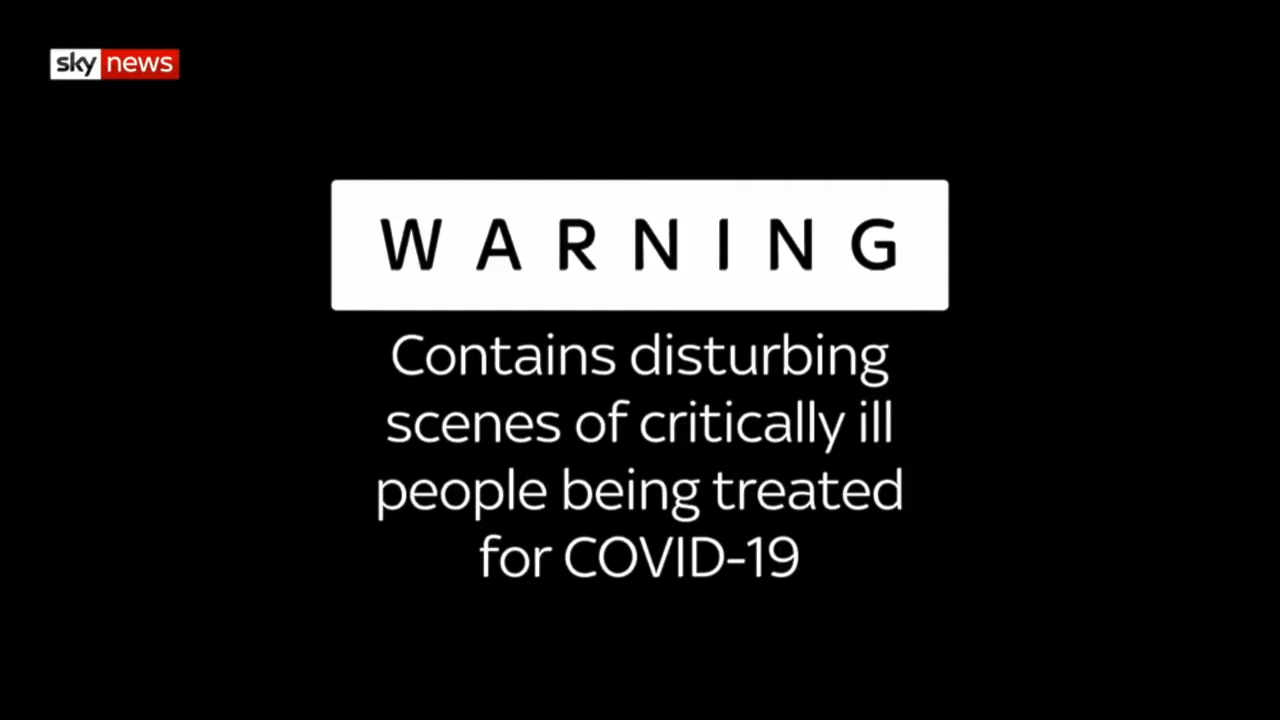 sky news
WARNING
Contains disturbing
scenes of critically ill
people being treated
for COVID-19